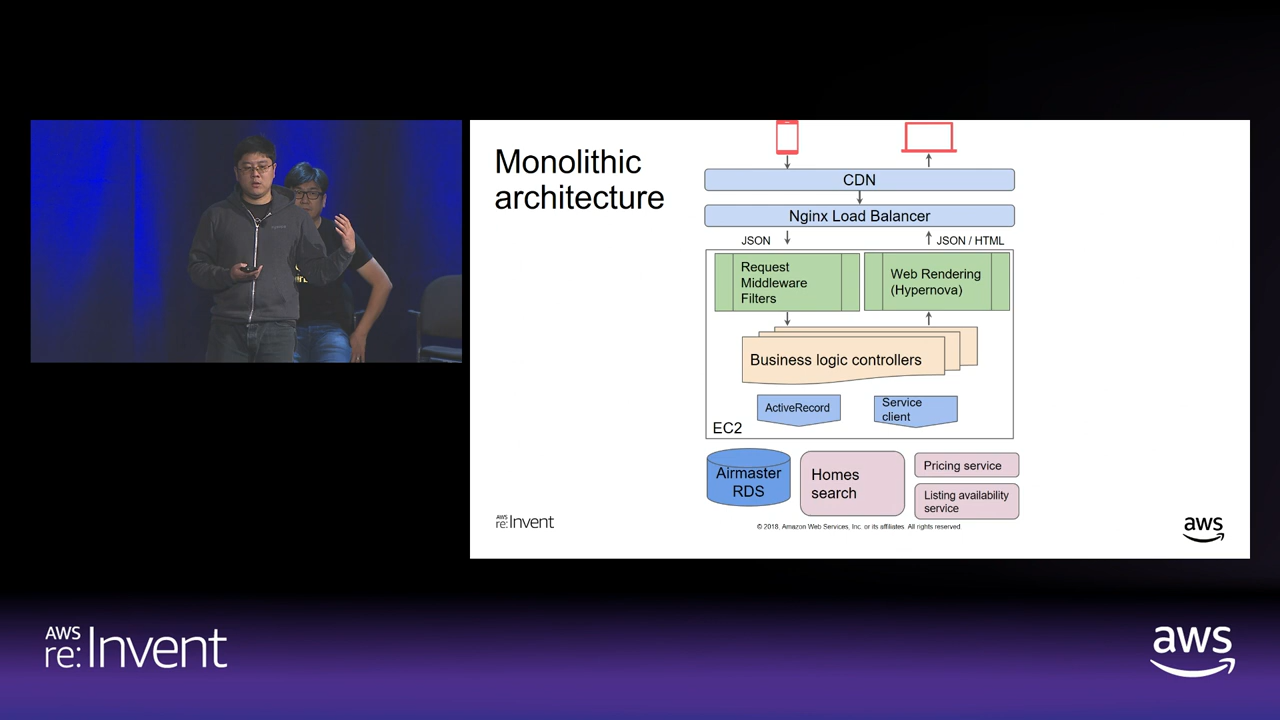 Monolithic
architecture
CDN
Nginx Load Balancer
JSON
JSON / HTML
Request
Middleware
Filters
Web Rendering
(Hypernova)
Business logic controllers
ActiveRecord
Service
client
EC2
Airmaster
RDS
Homes
search
Pricing service
Listing availability
service
AWS
re:Invent
© 2018, Amazon Web Services, Inc. or its affiliates. All rights reserved.
aws
AWS
re:Invent
aws